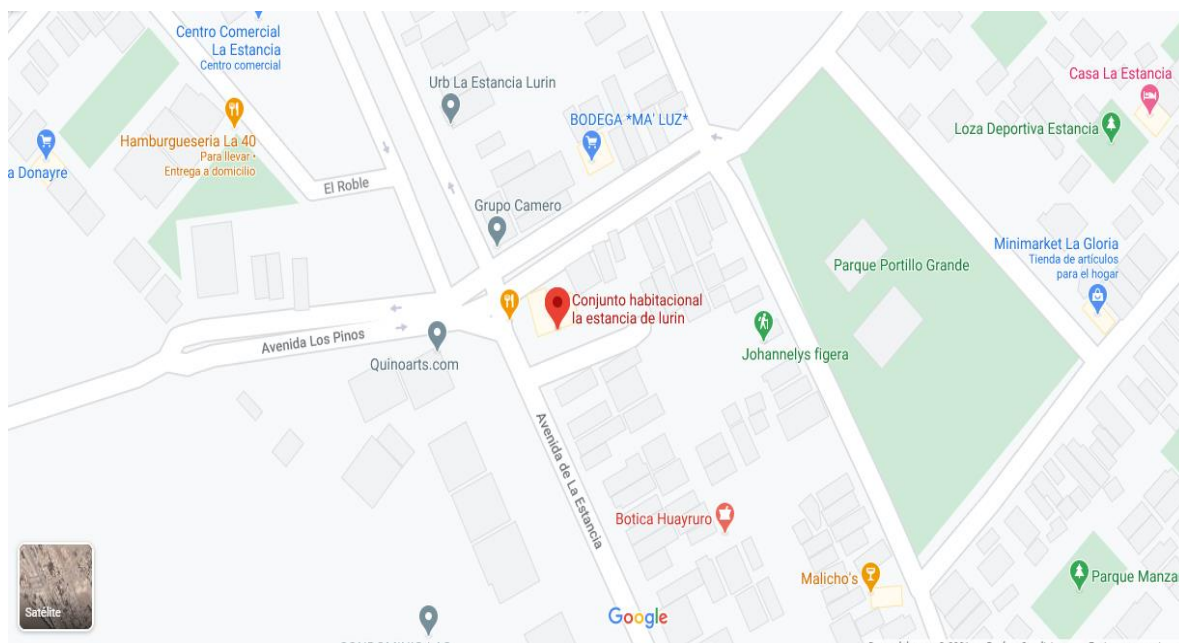 Centro Comercial
La Estancia
Centro comercial
Urb La Estancia Lurin
Casa La Estancia
BODEGA *MA' LUZ*
Loza Deportiva Estancia
Hamburgueseria La 40
Para llevar •
Entrega a domicilio
a Donayre
El Roble
Grupo Camero
Minimarket La Gloria
Tienda de artículos
para el hogar
Parque Portillo Grande
Conjunto habitacional
la estancia de lurin
Avenida Los Pinos
Quinoarts.com
Johannelys figera
Avenida de La Estancia
Botica Huayruro
Malicho's
Parque Manza
Satélite
Google